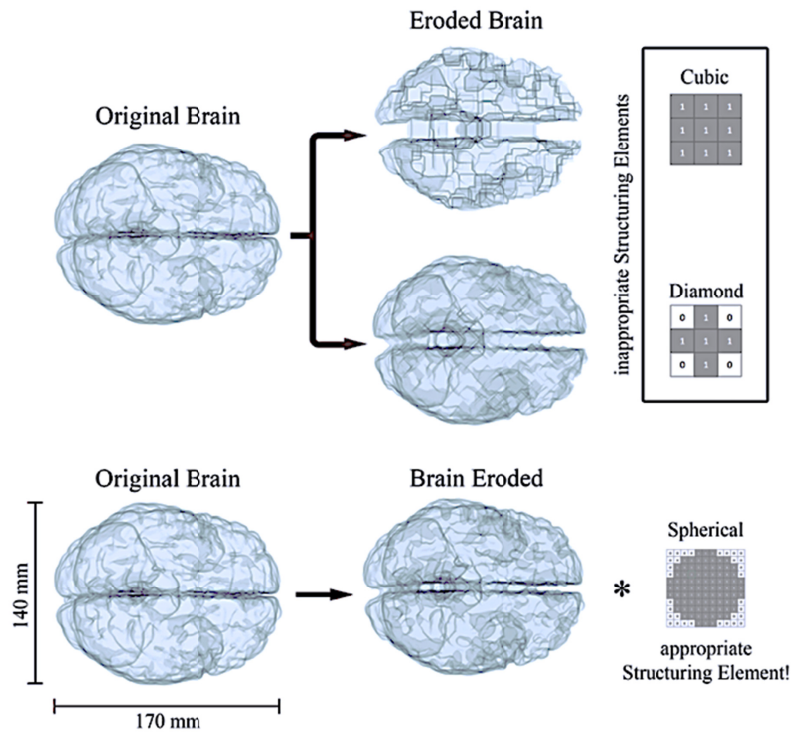 Eroded Brain
Original Brain
inappropriate Structuring Elements
Cubic
1 1 1
1 1 1
1 1 1
Diamond
0 1 0
1 1 1
0 1 0
Original Brain
Brain Eroded
140 mm
170 mm
*
Spherical
appropriate
Structuring Element!